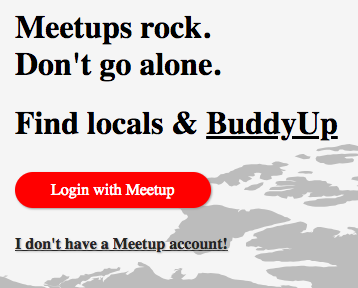 Meetups rock.
Don't go alone.
Find locals & BuddyUp
Login with Meetup
I don't have a Meetup account!